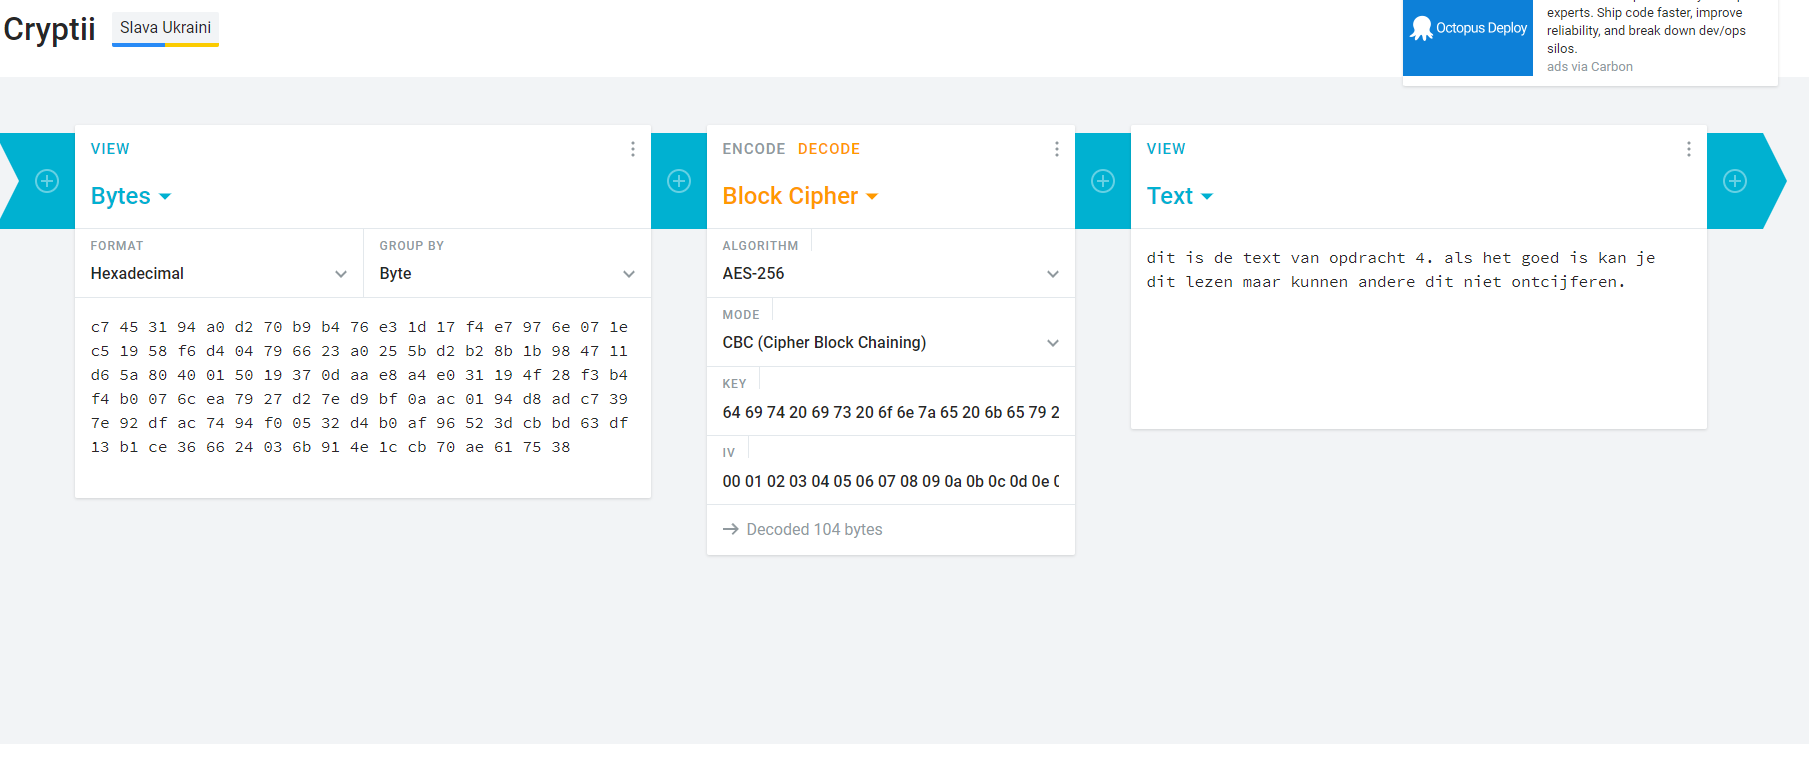 Cryptii
Slava Ukraini
experts. Ship code faster, improve
Octopus Deploy
reliability, and break down dev/ops
silos.
ads via Carbon
VIEW
Bytes
FORMAT
Hexadecimal
GROUP BY
Byte
c7 45 31 94 a0 d2 70 b9 b4 76 e3 1d 17 f4 e7 97 6e 07 1e
c5 19 58 f6 d4 04 79 66 23 a0 25 5b d2 b2 8b 1b 98 47 11
d6 5a 80 40 01 50 19 37 0d aa e8 a4 e0 31 19 4f 28 f3 b4
f4 b0 07 6c ea 79 27 d2 7e d9 bf 0a ac 01 94 d8 ad c7 39
7e 92 df ac 74 94 f0 05 32 d4 b0 af 96 52 3d cb bd 63 df
13 b1 ce 36 66 24 03 6b 91 4e 1c cb 70 ae 61 75 38
ENCODE DECODE
Block Cipher
ALGORITHM
AES-256
MODE
CBC (Cipher Block Chaining)
KEY
64 69 74 20 69 73 20 6f 6e 7a 65 20 6b 65 79 2
IV
00 01 02 03 04 05 06 07 08 09 0a 0b 0c 0d 0e
Decoded 104 bytes
VIEW
Text
dit is de text van opdracht 4. als het goed is kan je
dit lezen maar kunnen andere dit niet ontcijferen.